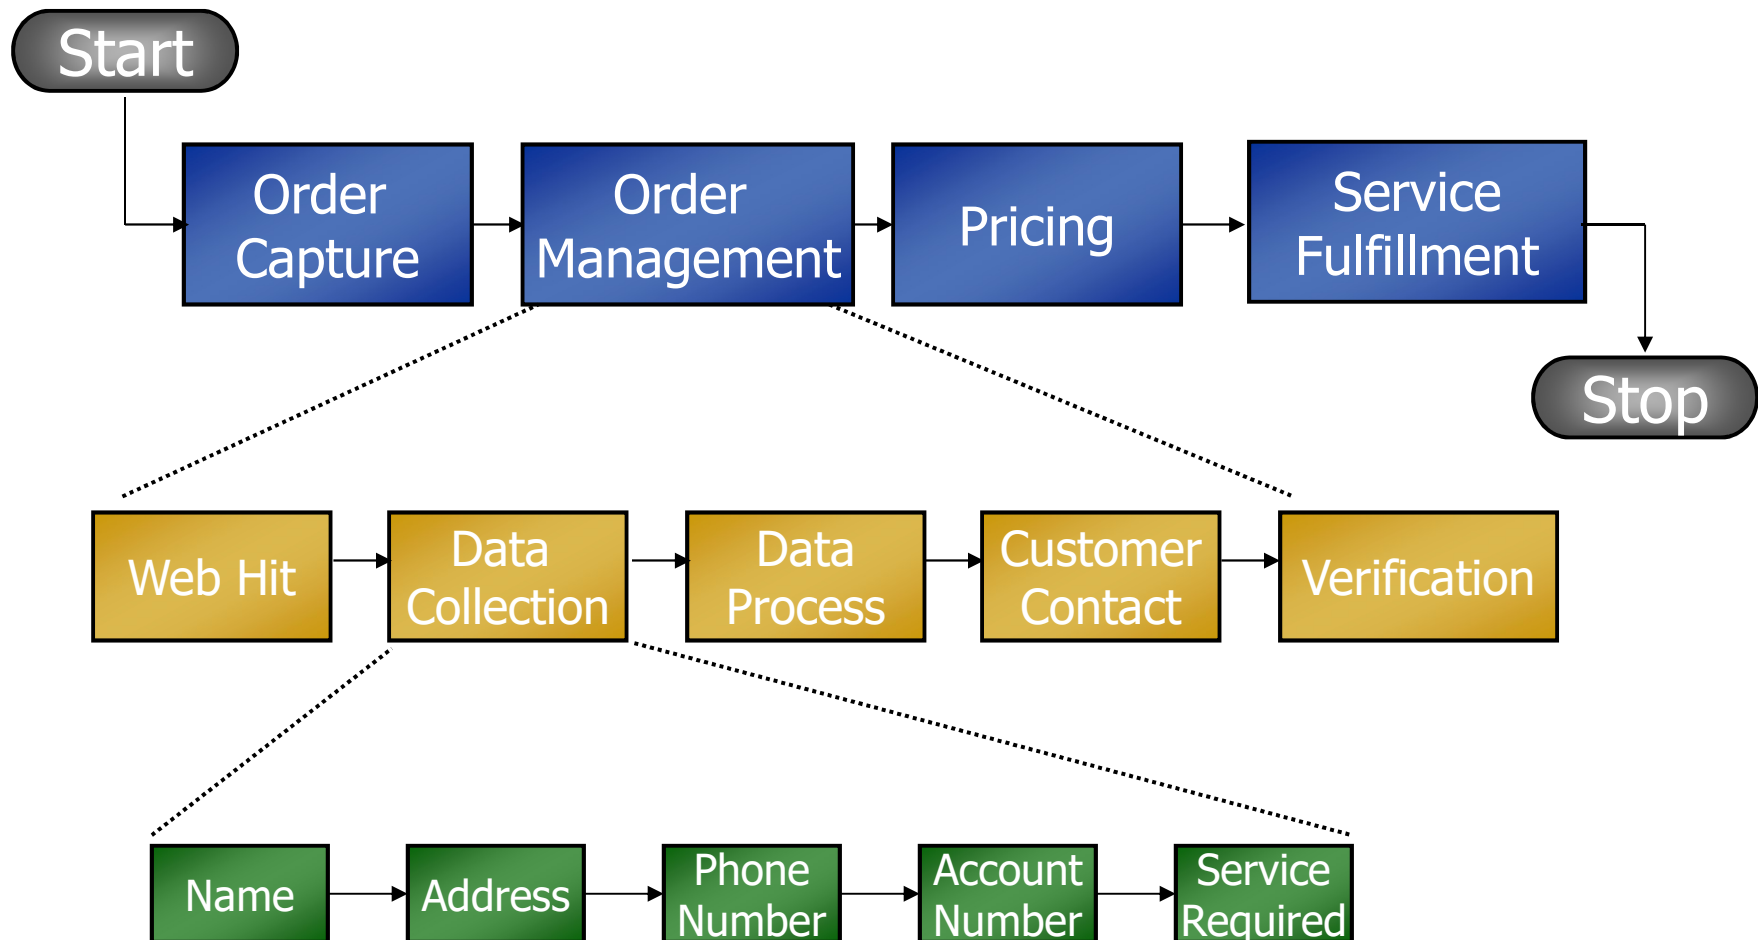 Start
Order
Capture
Order
Management
Pricing
Service
Fulfillment
Stop
Web Hit
Data
Collection
Data
Process
Customer
Contact
Verification
Name
Address
Phone
Number
Account
Number
Service
Required